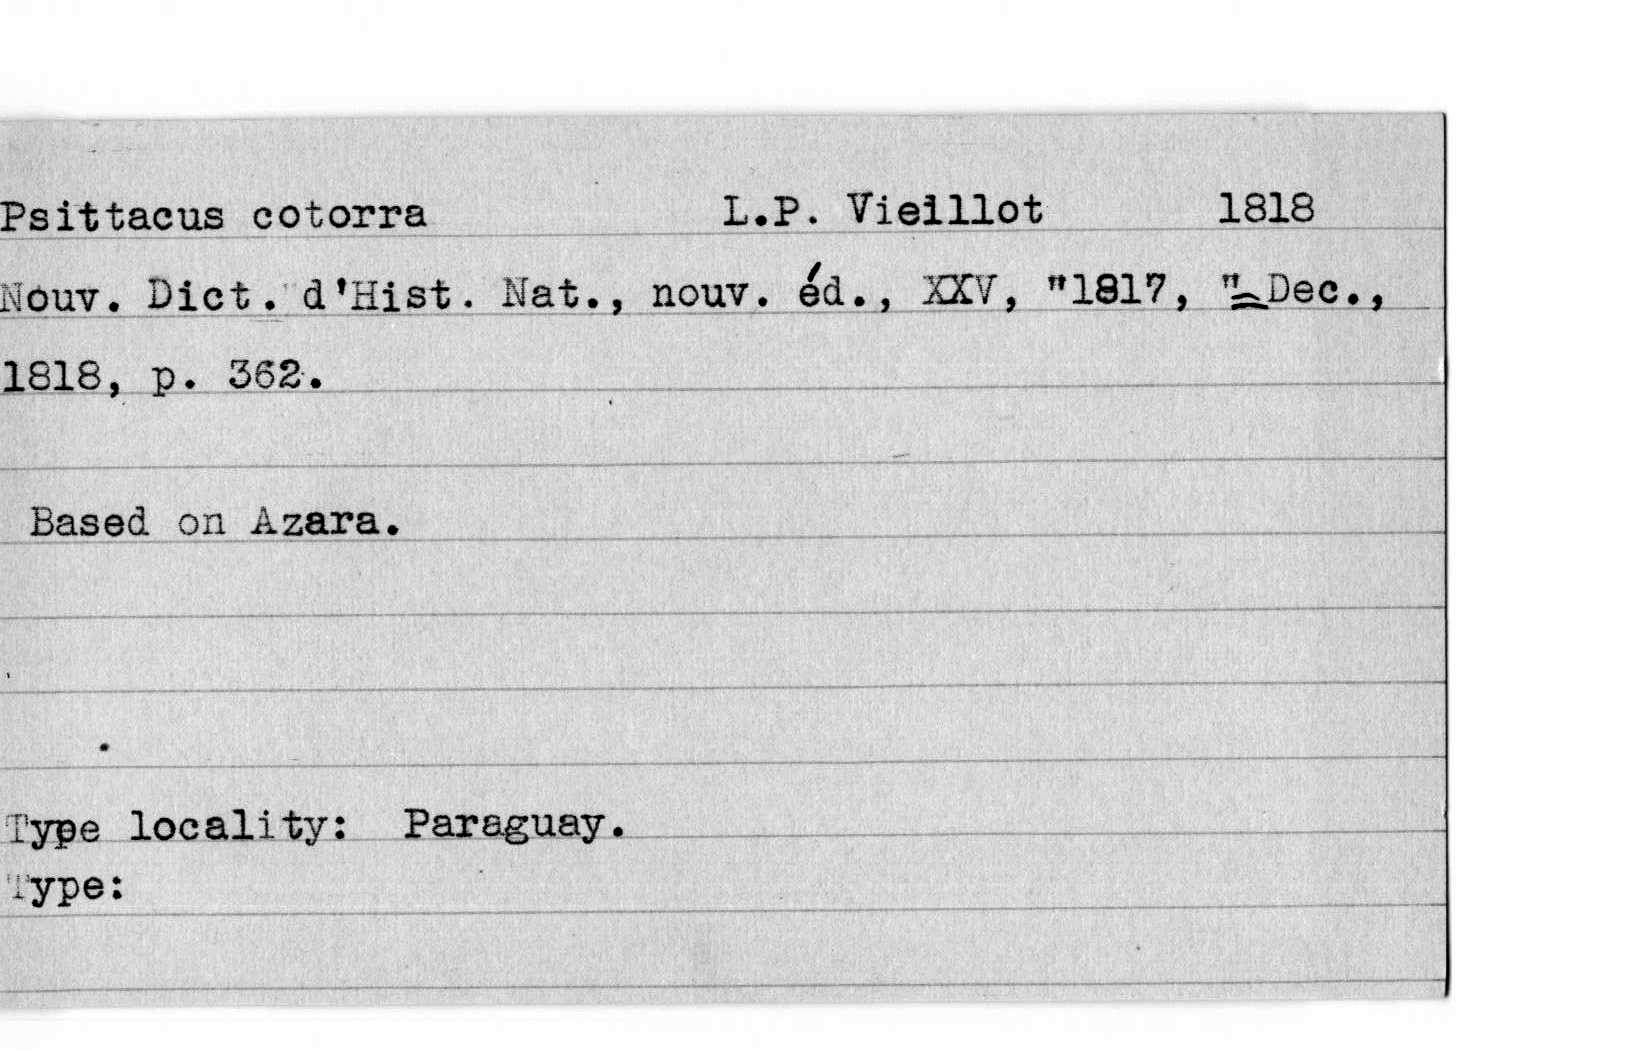 Psittacus cotorra L.P. Vieillot 1818
Nouv. Dict. d'Hist. Nat., nouv. éd., XXV, "1817, "=Dec.,
1818, p. 362.
Based on Azara.
Type locality: Paraguay.
Type: